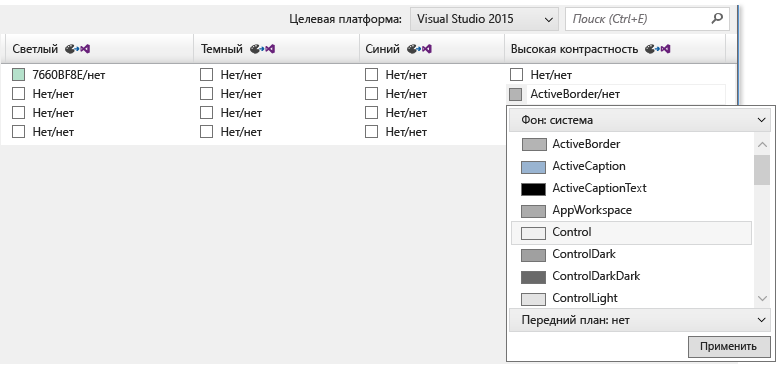 Целевая платформа: Visual Studio 2015 Поиск (Ctrl+E)
Светлый Темный Синий Высокая контрастность
7660BF8E/нет Нет/нет Нет/нет Нет/нет
Нет/нет Нет/нет Нет/нет ActiveBorder/нет
Нет/нет Нет/нет Нет/нет
Нет/нет Нет/нет Нет/нет
Фон: система
ActiveBorder
ActiveCaption
ActiveCaptionText
AppWorkspace
Control
ControlDark
ControlDarkDark
ControlLight
Передний план: нет
Применить